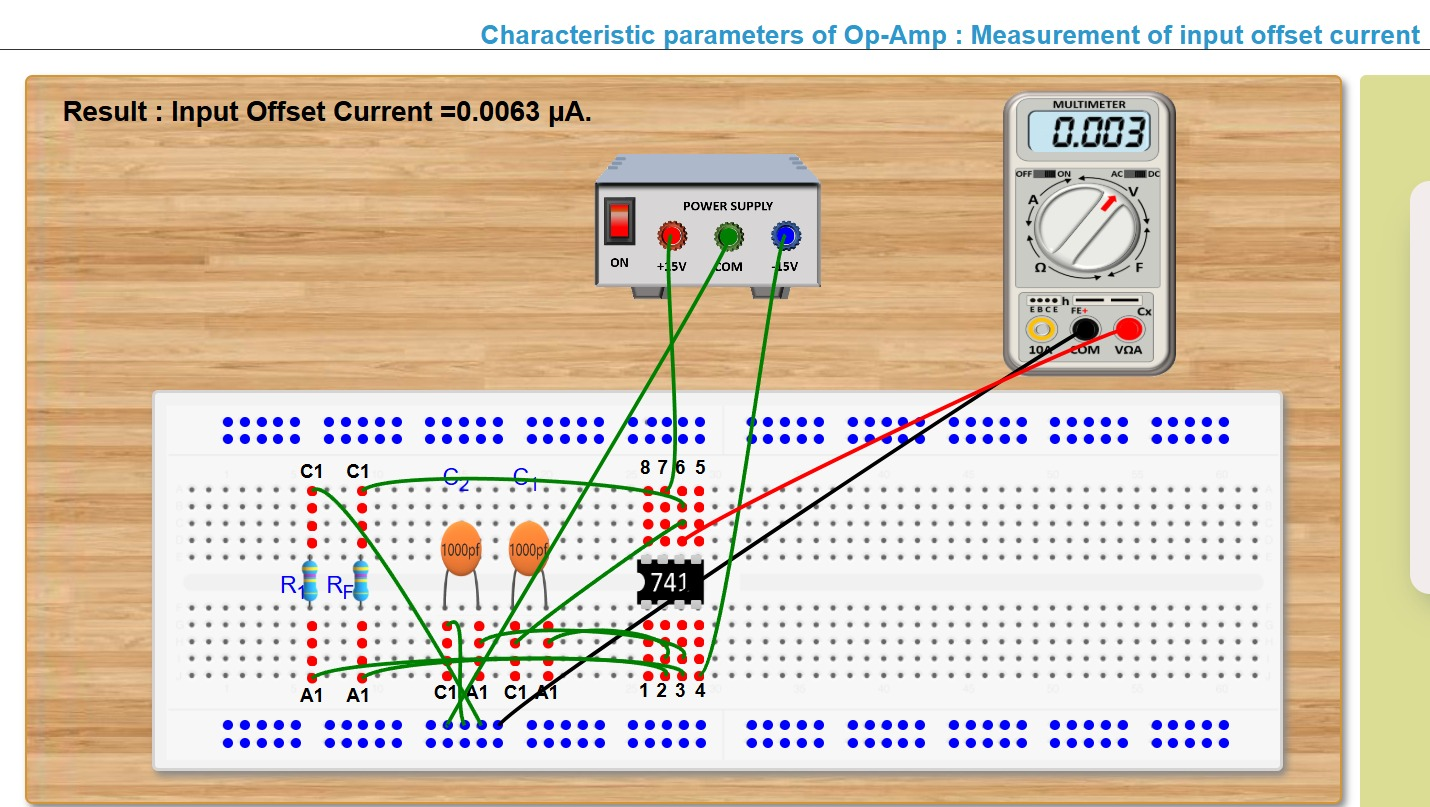 Characteristic parameters of Op-Amp : Measurement of input offset current
Result : Input Offset Current =0.0063 µA.
MULTIMETER
0.003
OFF ON AC DC
A V
Ω F
h
E B C E FE+ Cx
10A COM VΩA
POWER SUPPLY
ON +15V COM -15V
C1 C1 C2 C1 8 7 6 5
1000pf 1000pf
R1 RF 741
A1 A1 C1 A1 C1 A1 1 2 3 4